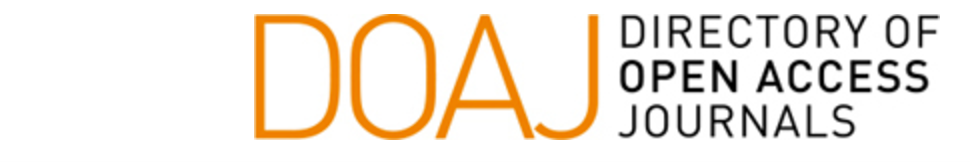 DOAJ
DIRECTORY OF
OPEN ACCESS
JOURNALS